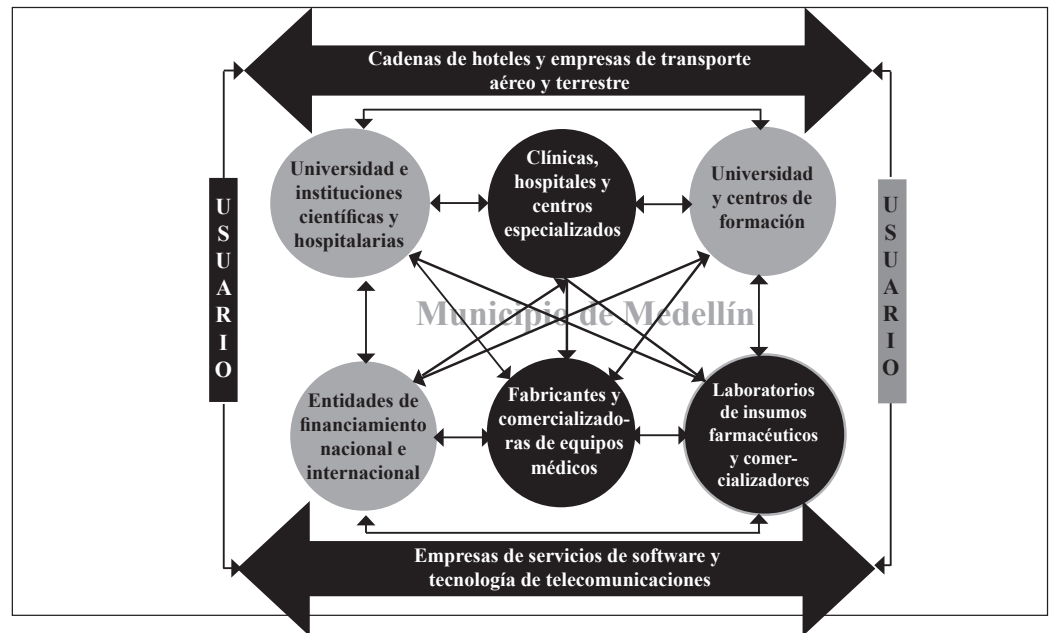 Cadenas de hoteles y empresas de transporte
aéreo y terrestre
Universidad e
instituciones
científicas y
hospitalarias
Clínicas,
hospitales y
centros
especializados
Universidad
y centros de
formación
U
S
U
A
R
I
O
U
S
U
A
R
I
O
Municipio de Medellín
Entidades de
financiamiento
nacional e
internacional
Fabricantes y
comercializado-
ras de equipos
médicos
Laboratorios
de insumos
farmacéuticos
y comer-
cializadores
Empresas de servicios de software y
tecnología de telecomunicaciones